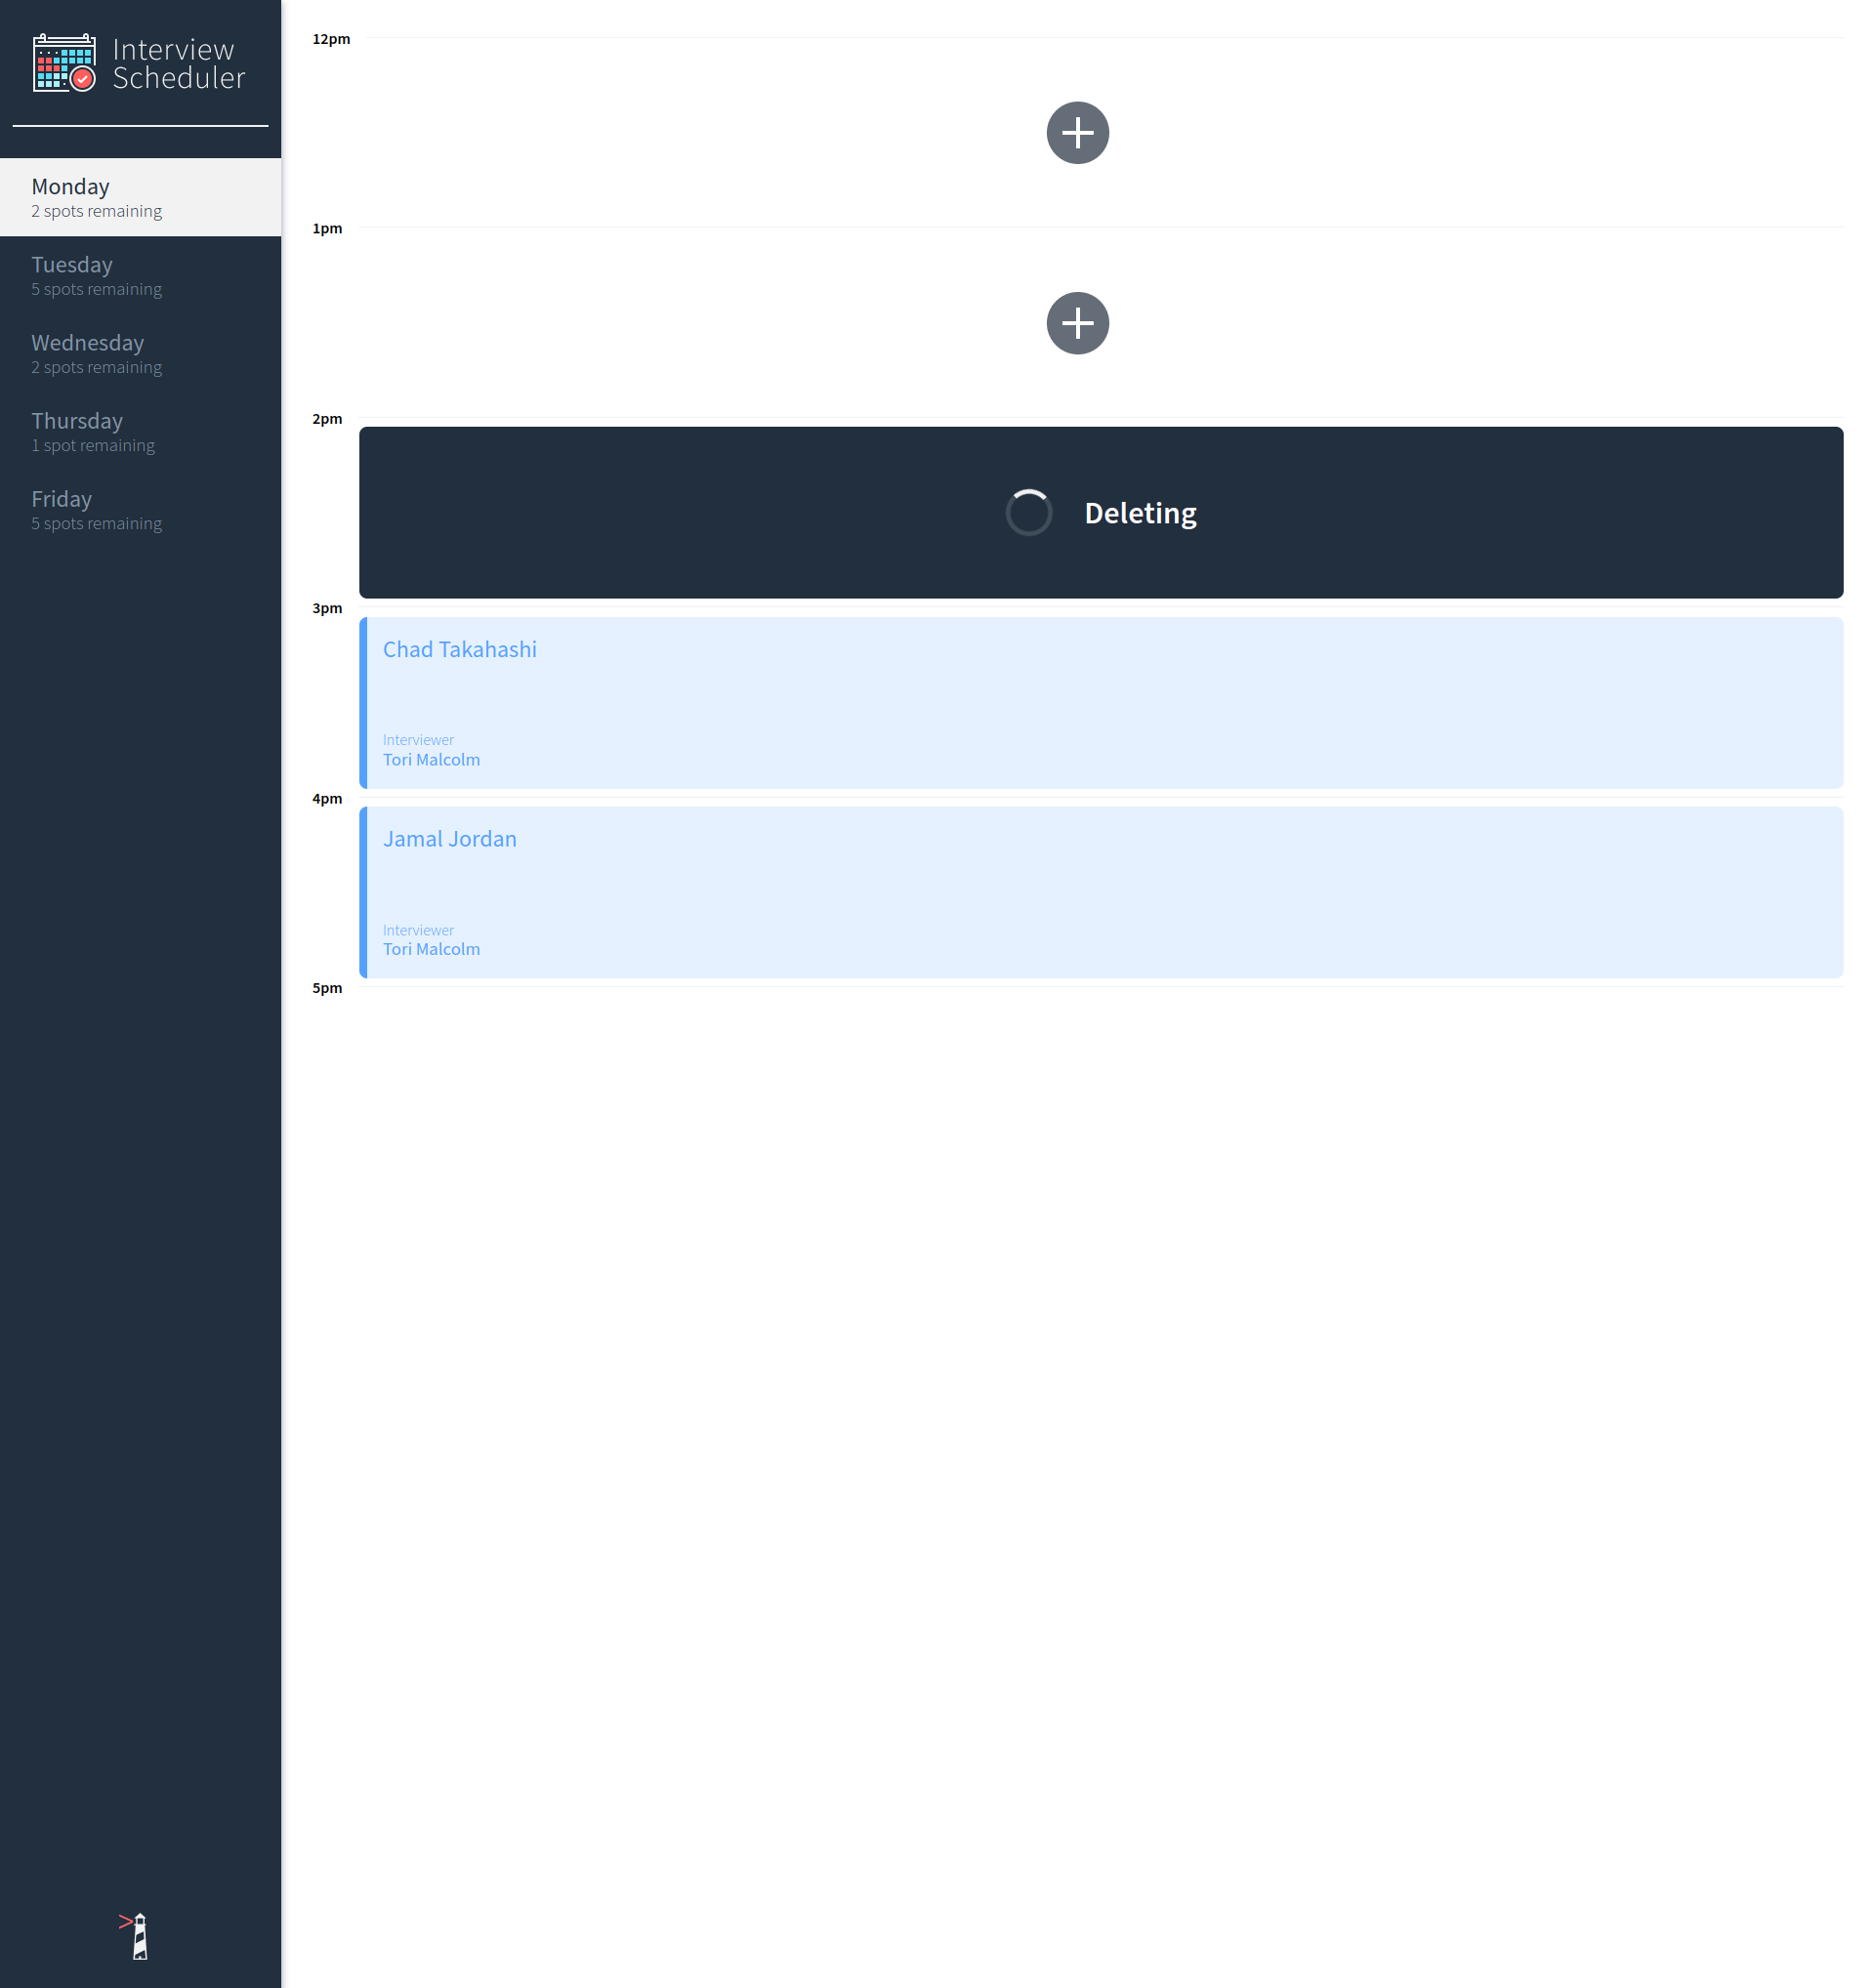 Interview
Scheduler
Monday
2 spots remaining
Tuesday
5 spots remaining
Wednesday
2 spots remaining
Thursday
1 spot remaining
Friday
5 spots remaining
12pm
1pm
2pm
Deleting
3pm
Chad Takahashi
Interviewer
Tori Malcolm
4pm
Jamal Jordan
Interviewer
Tori Malcolm
5pm